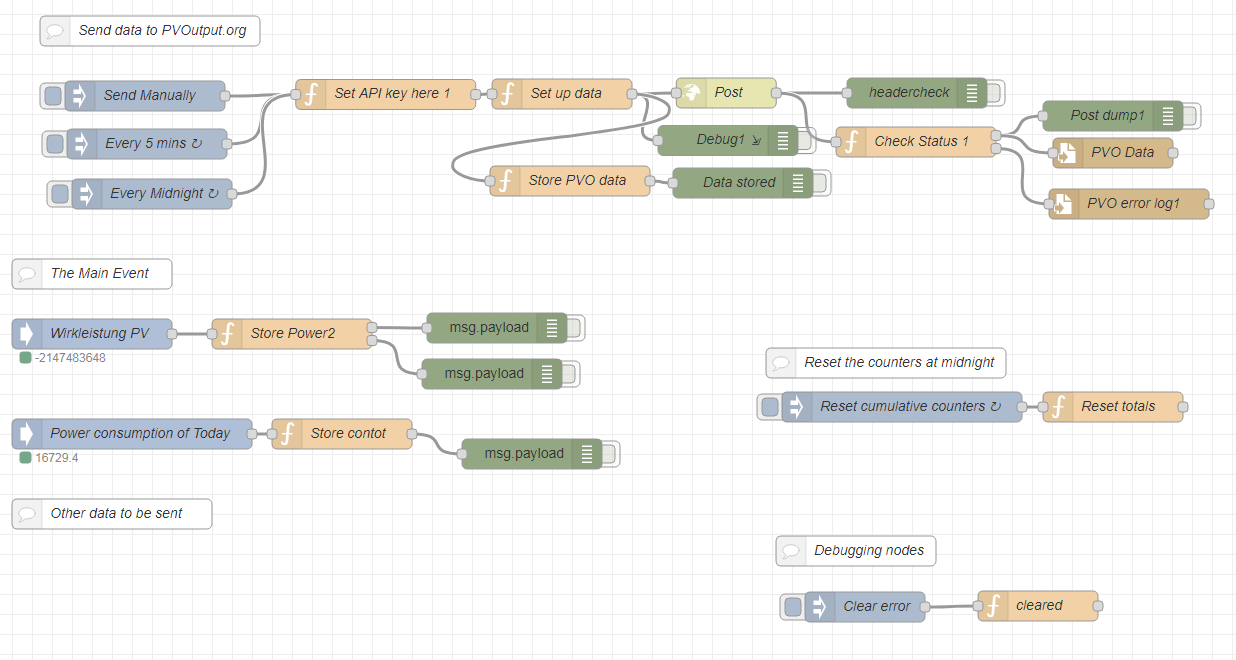 Send data to PVOutput.org
Send Manually
Set API key here 1
Set up data
Post
headercheck
Every 5 mins ↻
Debug1
Check Status 1
Post dump1
PVO Data
Every Midnight ↻
Store PVO data
Data stored
PVO error log1
The Main Event
Wirkleistung PV
-2147483648
Store Power2
msg.payload
msg.payload
Reset the counters at midnight
Reset cumulative counters ↻
Reset totals
Power consumption of Today
16729.4
Store contot
msg.payload
Other data to be sent
Debugging nodes
Clear error
cleared